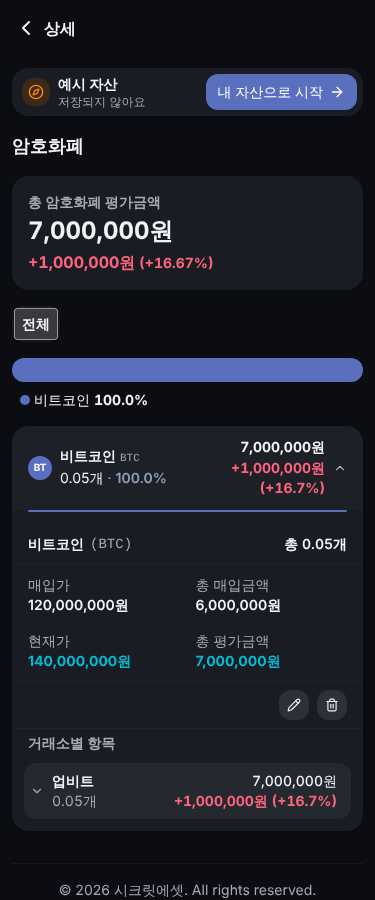 상세
예시 자산
저장되지 않아요
내 자산으로 시작
암호화폐
총 암호화폐 평가금액
7,000,000원
+1,000,000원 (+16.67%)
전체
비트코인 100.0%
BT
비트코인 BTC
0.05개 · 100.0%
7,000,000원
+1,000,000원
(+16.7%)
비트코인 (BTC)
총 0.05개
매입가
120,000,000원
총 매입금액
6,000,000원
현재가
140,000,000원
총 평가금액
7,000,000원
거래소별 항목
업비트
0.05개
7,000,000원
+1,000,000원 (+16.7%)
© 2026 시크릿에셋. All rights reserved.